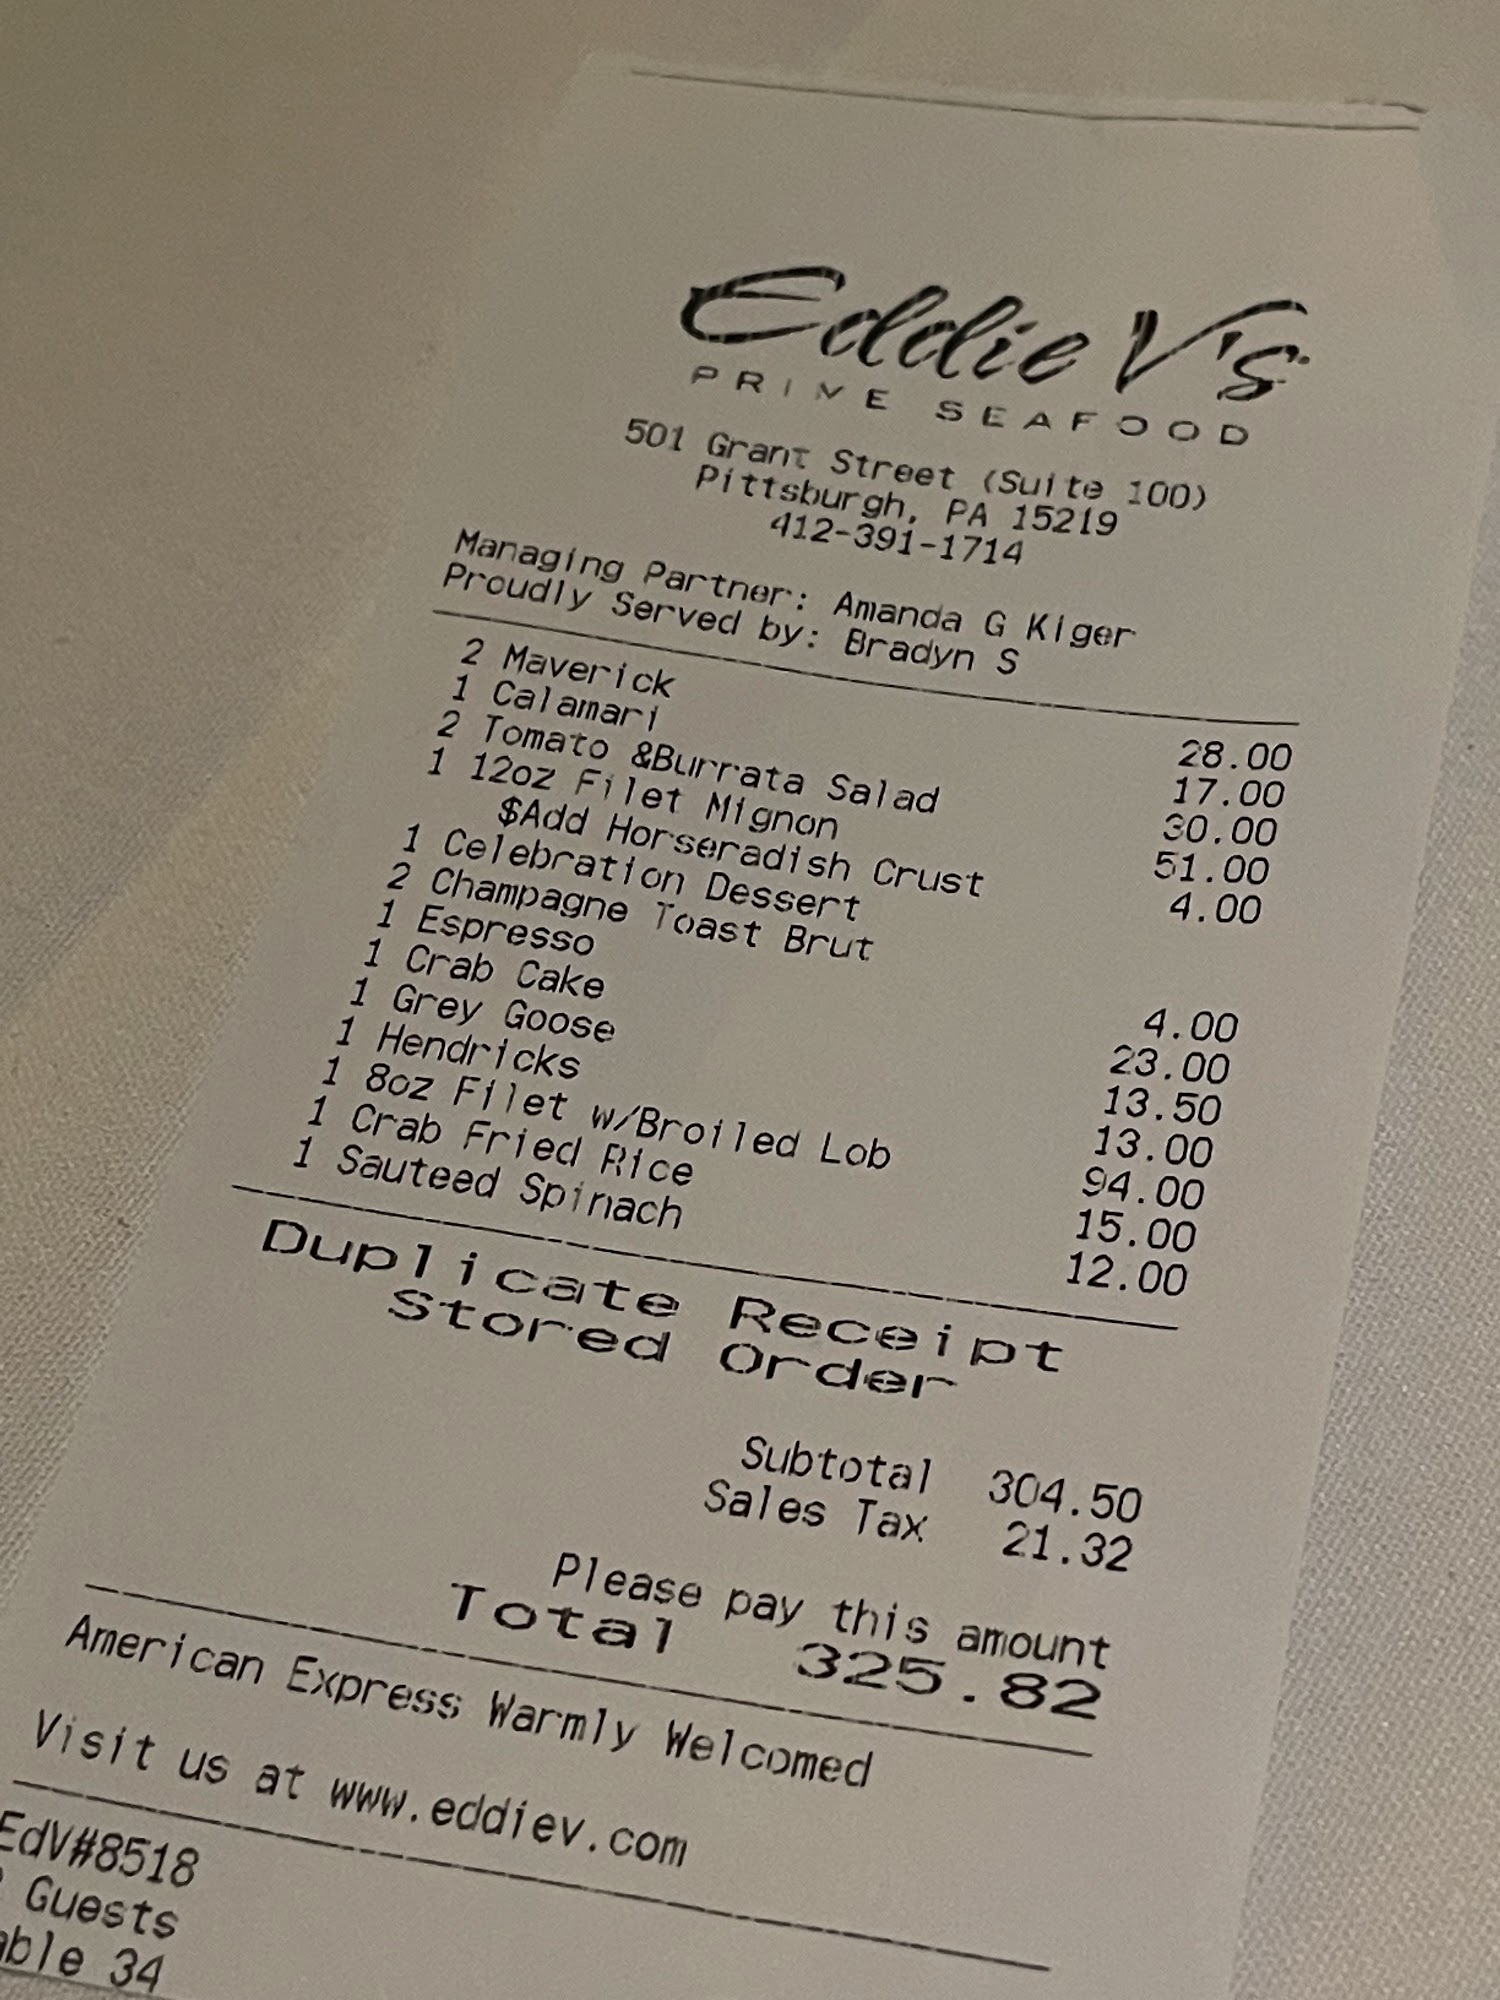 Eddie V's
PRIME SEAFOOD
501 Grant Street (Suite 100)
Pittsburgh, PA 15219
412-391-1714
Managing Partner: Amanda G Kiger
Proudly Served by: Bradyn S
2 Maverick 28.00
1 Calamari 17.00
2 Tomato &Burrata Salad 30.00
1 12oz Filet Mignon 51.00
$Add Horseradish Crust 4.00
1 Celebration Dessert
2 Champagne Toast Brut
1 Espresso 4.00
1 Crab Cake 23.00
1 Grey Goose 13.50
1 Hendricks 13.00
1 8oz Filet w/Broiled Lob 94.00
1 Crab Fried Rice 15.00
1 Sauteed Spinach 12.00
Duplicate Receipt
Stored Order
Subtotal 304.50
Sales Tax 21.32
Please pay this amount
Total 325.82
American Express Warmly Welcomed
Visit us at www.eddiev.com
EdV#8518
Guests
able 34